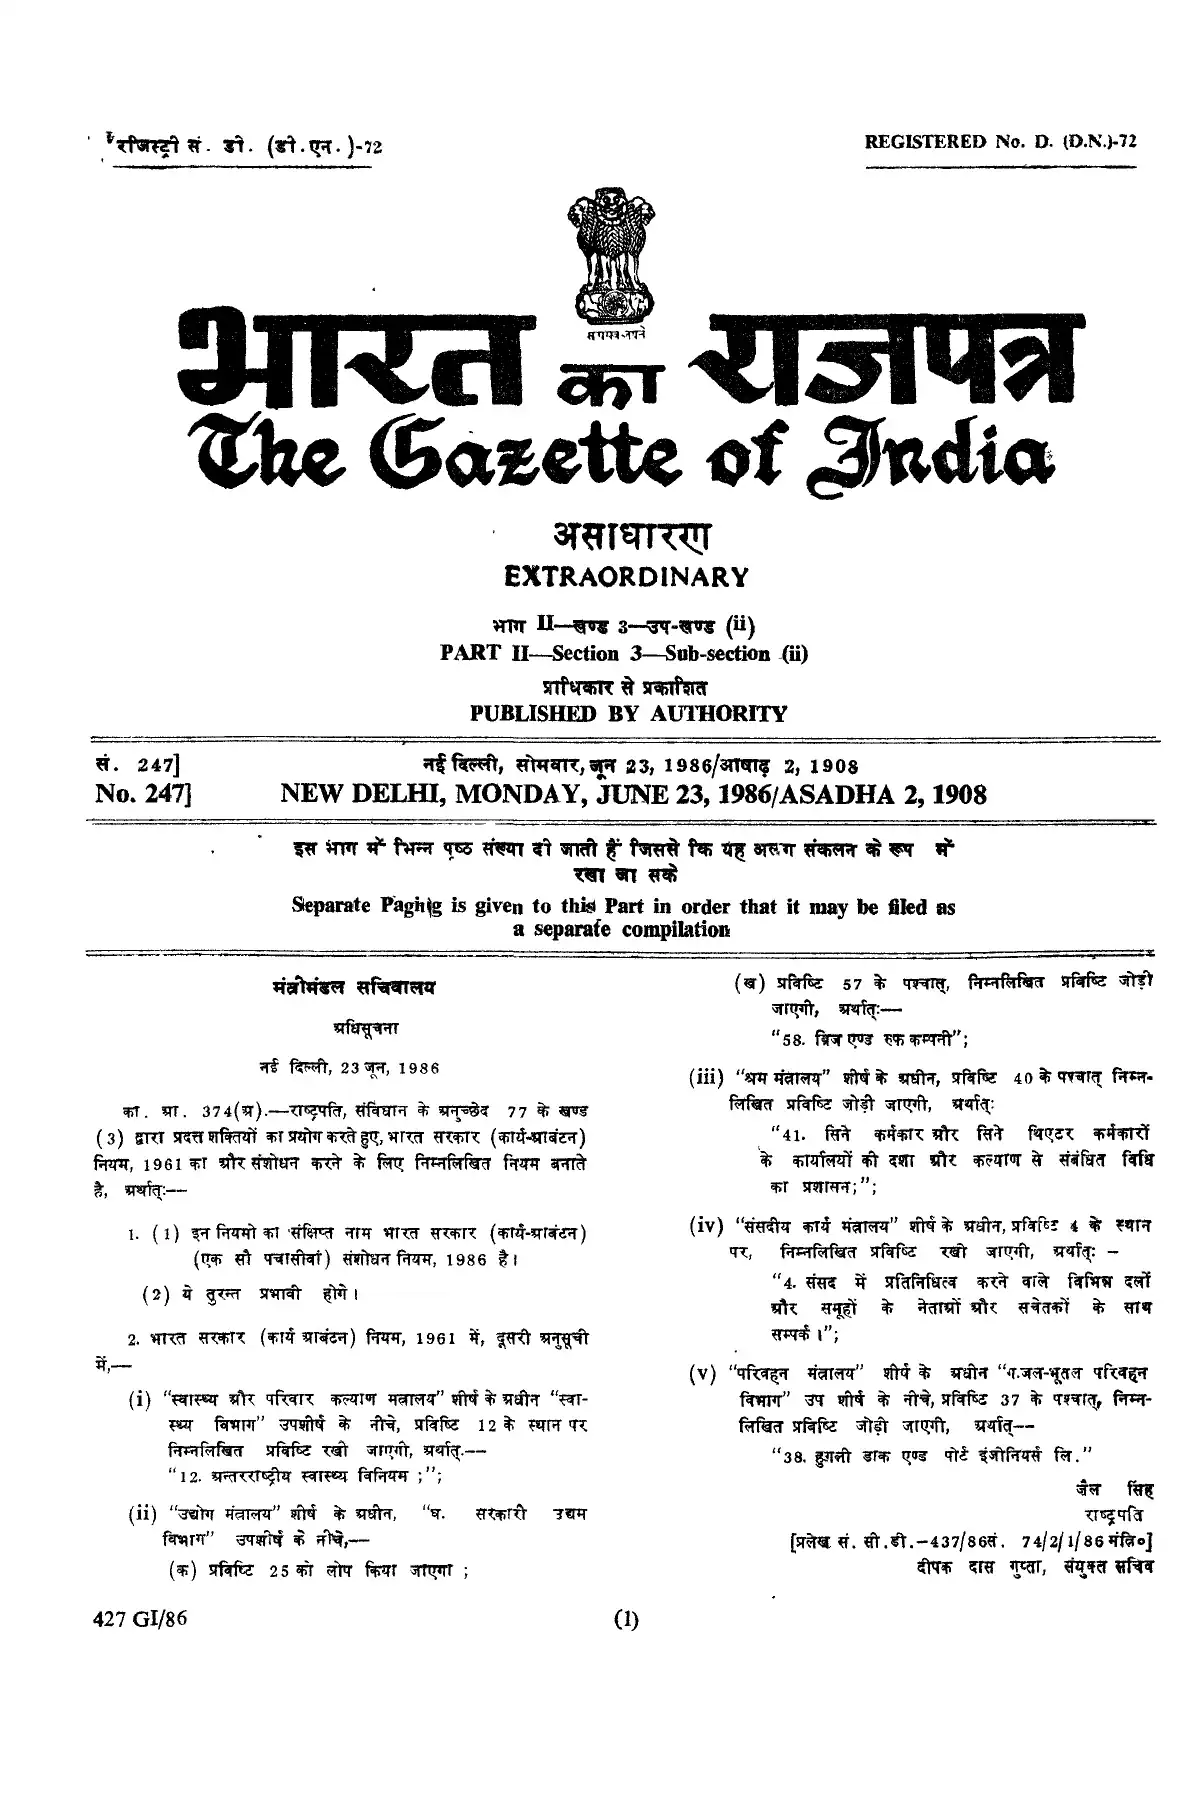 रजिस्ट्री सं. डी. (डी.एन.)-72
REGISTERED No. D. (D.N.)-72
भारत का राजपत्र
The Gazette of India
असाधारण
EXTRAORDINARY
भाग II—खण्ड 3—उप-खण्ड (ii)
PART II—Section 3—Sub-section (ii)
प्राधिकार से प्रकाशित
PUBLISHED BY AUTHORITY
सं. 247]
नई दिल्ली, सोमवार, जून 23, 1986/आषाढ़ 2, 1908
No. 247]
NEW DELHI, MONDAY, JUNE 23, 1986/ASADHA 2, 1908
इस भाग में भिन्न पृष्ठ संख्या दी जाती है जिससे कि यह अलग संकलन के रूप में
रखा जा सके
Separate Paging is given to this Part in order that it may be filed as
a separate compilation
मंत्रीमंडल सचिवालय
अधिसूचना
नई दिल्ली, 23 जून, 1986
का. आ. 374(अ).—राष्ट्रपति, संविधान के अनुच्छेद 77 के खण्ड
(3) द्वारा प्रदत्त शक्तियों का प्रयोग करते हुए, भारत सरकार (कार्य-आबंटन)
नियम, 1961 का और संशोधन करने के लिए निम्नलिखित नियम बनाते
है, अर्थात्:--
1. (1) इन नियमो का संक्षिप्त नाम भारत सरकार (कार्य-आबंटन)
(एक सौ पचासीवां) संशोधन नियम, 1986 है।
(2) ये तुरन्त प्रभावी होगे।
2. भारत सरकार (कार्य आबंटन) नियम, 1961 में, दूसरी अनुसूची
में,—
(i) "स्वास्थ्य और परिवार कल्याण मंत्रालय" शीर्ष के अधीन "स्वा-
स्थ्य विभाग" उपशीर्ष के नीचे, प्रविष्टि 12 के स्थान पर
निम्नलिखित प्रविष्टि रखी जाएगी, अर्थात्.--
"12. अन्तरराष्ट्रीय स्वास्थ्य विनियम ;";
(ii) "उद्योग मंत्रालय" शीर्ष के अधीन, "घ. सरकारी उद्यम
विभाग" उपशीर्ष के नीचे,—
(क) प्रविष्टि 25 को लोप किया जाएगा ;
(ख) प्रविष्टि 57 के पश्चात्, निम्नलिखित प्रविष्टि जोड़ी
जाएगी, अर्थात्:—
"58. ब्रिज एण्ड रुफ कम्पनी";
(iii) "श्रम मंत्रालय" शीर्ष के अधीन, प्रविष्टि 40 के पश्चात् निम्न-
लिखित प्रविष्टि जोड़ी जाएगी, अर्थात्:
"41. सिने कर्मकार और सिने थिएटर कर्मकारों
के कार्यालयों की दशा और कल्याण से संबंधित विधि
का प्रशासन;";
(iv) "संसदीय कार्य मंत्रालय" शीर्ष के अधीन, प्रविष्टि 4 के स्थान
पर, निम्नलिखित प्रविष्टि रखी जाएगी, अर्थात्: –
"4. संसद में प्रतिनिधित्व करने वाले विभिन्न दलों
और समूहों के नेताओं और सचेतकों के साथ
सम्पर्क।";
(v) "परिवहन मंत्रालय" शीर्ष के अधीन "ग.जल-भूतल परिवहन
विभाग" उप शीर्ष के नीचे, प्रविष्टि 37 के पश्चात्, निम्न-
लिखित प्रविष्टि जोड़ी जाएगी, अर्थात्--
"38. हुगली डाक एण्ड पोर्ट इंजीनियर्स लि."
जैल सिंह
राष्ट्रपति
[प्रलेख सं. सी.डी.-437/86सं. 74/2/1/86 मंत्रि०]
दीपक दास गुप्ता, संयुक्त सचिव
427 GI/86
(1)